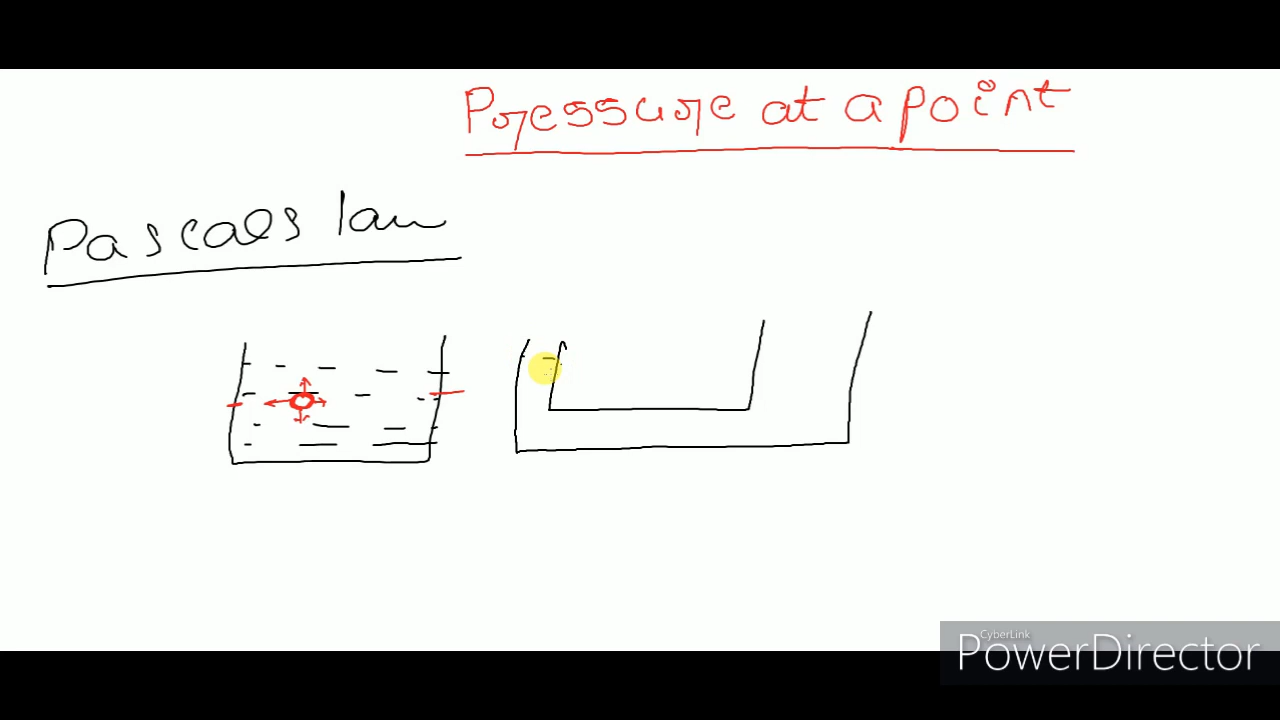 Pressure at a point
Pascals law
CyberLink
PowerDirector